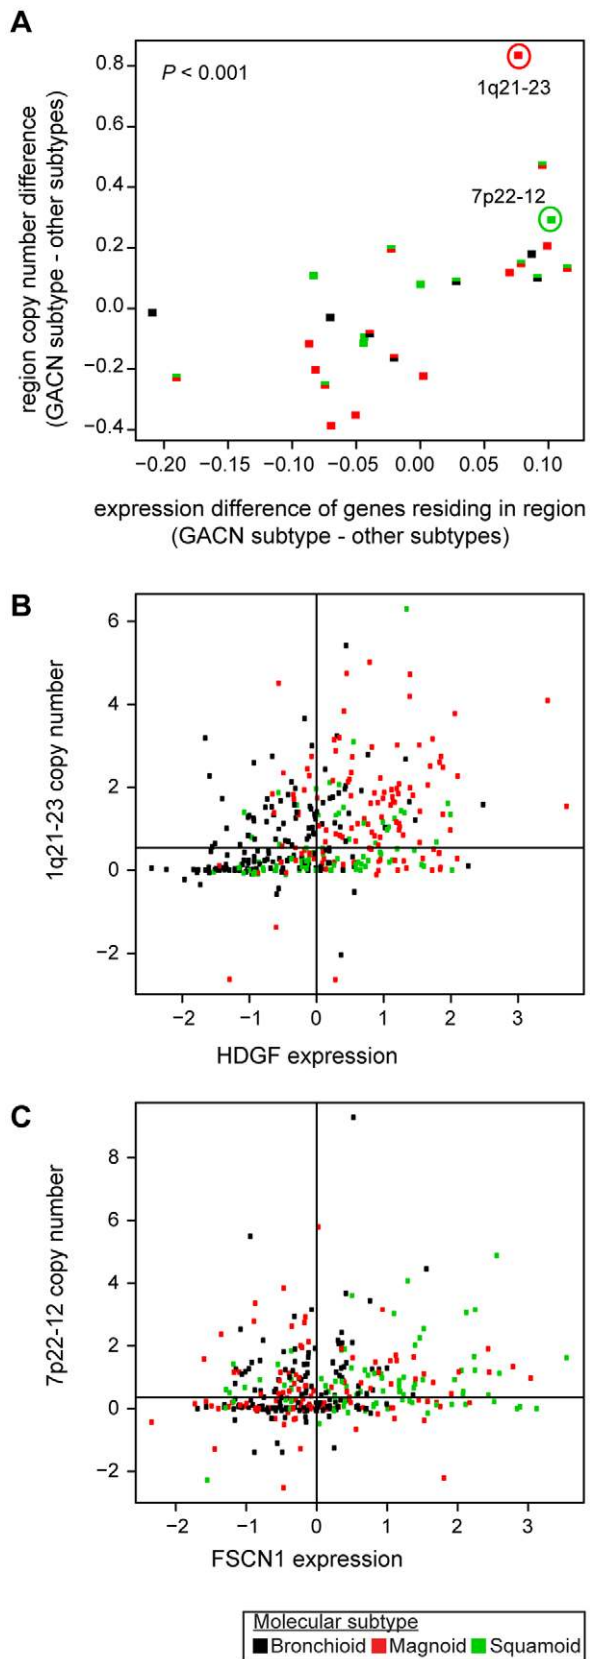 A
region copy number difference
(GACN subtype - other subtypes)
0.8
0.6
0.4
0.2
0.0
−0.2
−0.4
P < 0.001
1q21-23
7p22-12
−0.20 −0.15 −0.10 −0.05 0.00 0.05 0.10
expression difference of genes residing in region
(GACN subtype - other subtypes)
B
1q21-23 copy number
6
4
2
0
−2
−2 −1 0 1 2 3
HDGF expression
C
7p22-12 copy number
8
6
4
2
0
−2
−2 −1 0 1 2 3
FSCN1 expression
Molecular subtype
Bronchioid Magnoid Squamoid